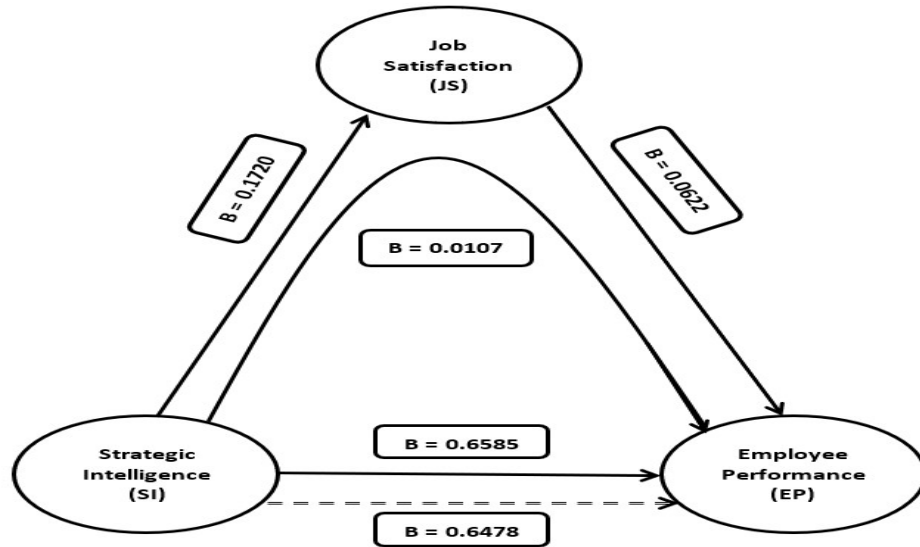 Job
Satisfaction
(JS)
B = 0.1720
B = 0.0622
B = 0.0107
Strategic
Intelligence
(SI)
B = 0.6585
B = 0.6478
Employee
Performance
(EP)